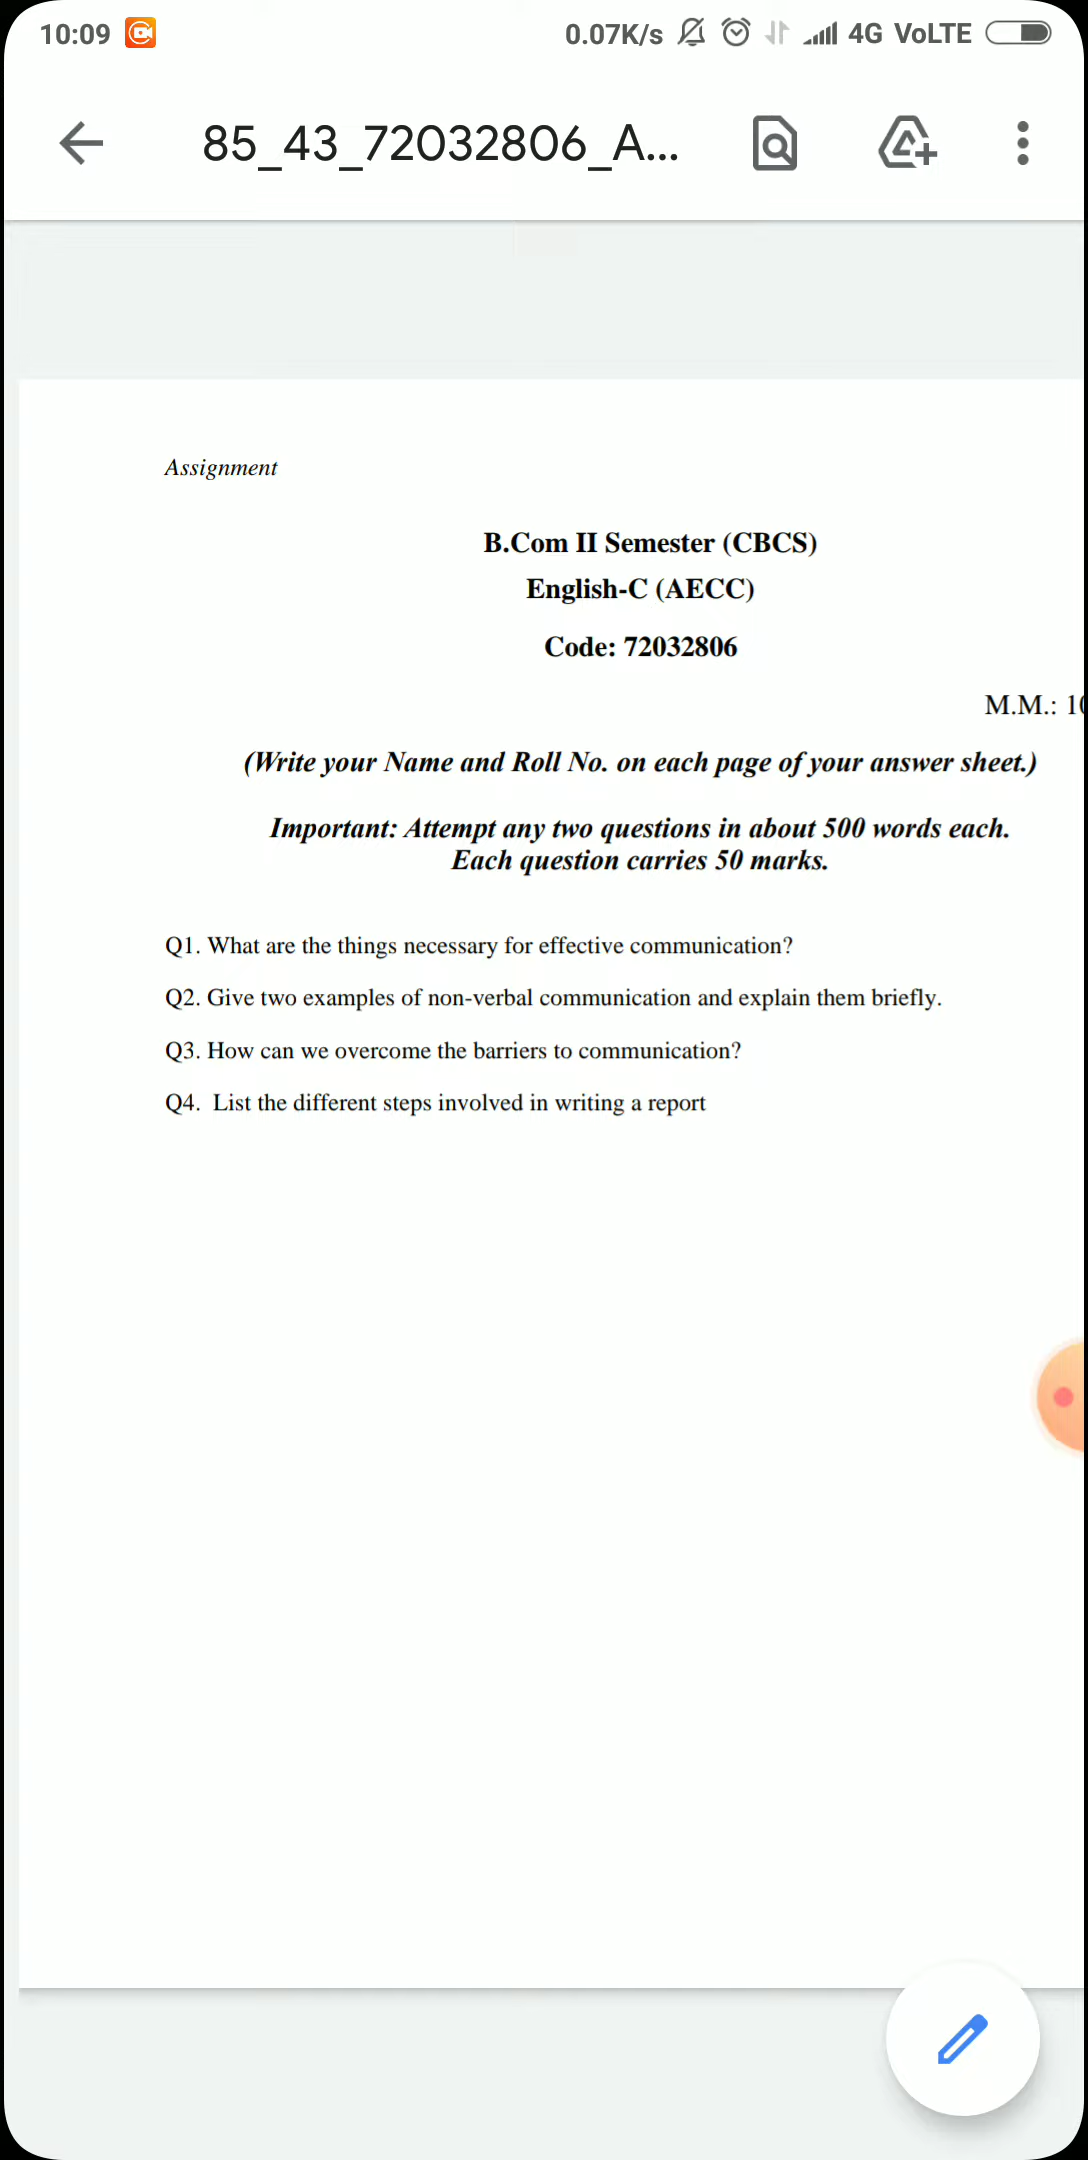 10:09
0.07K/s 4G VoLTE
85_43_72032806_A...
Assignment
B.Com II Semester (CBCS)
English-C (AECC)
Code: 72032806
M.M.: 10
(Write your Name and Roll No. on each page of your answer sheet.)
Important: Attempt any two questions in about 500 words each.
Each question carries 50 marks.
Q1. What are the things necessary for effective communication?
Q2. Give two examples of non-verbal communication and explain them briefly.
Q3. How can we overcome the barriers to communication?
Q4. List the different steps involved in writing a report